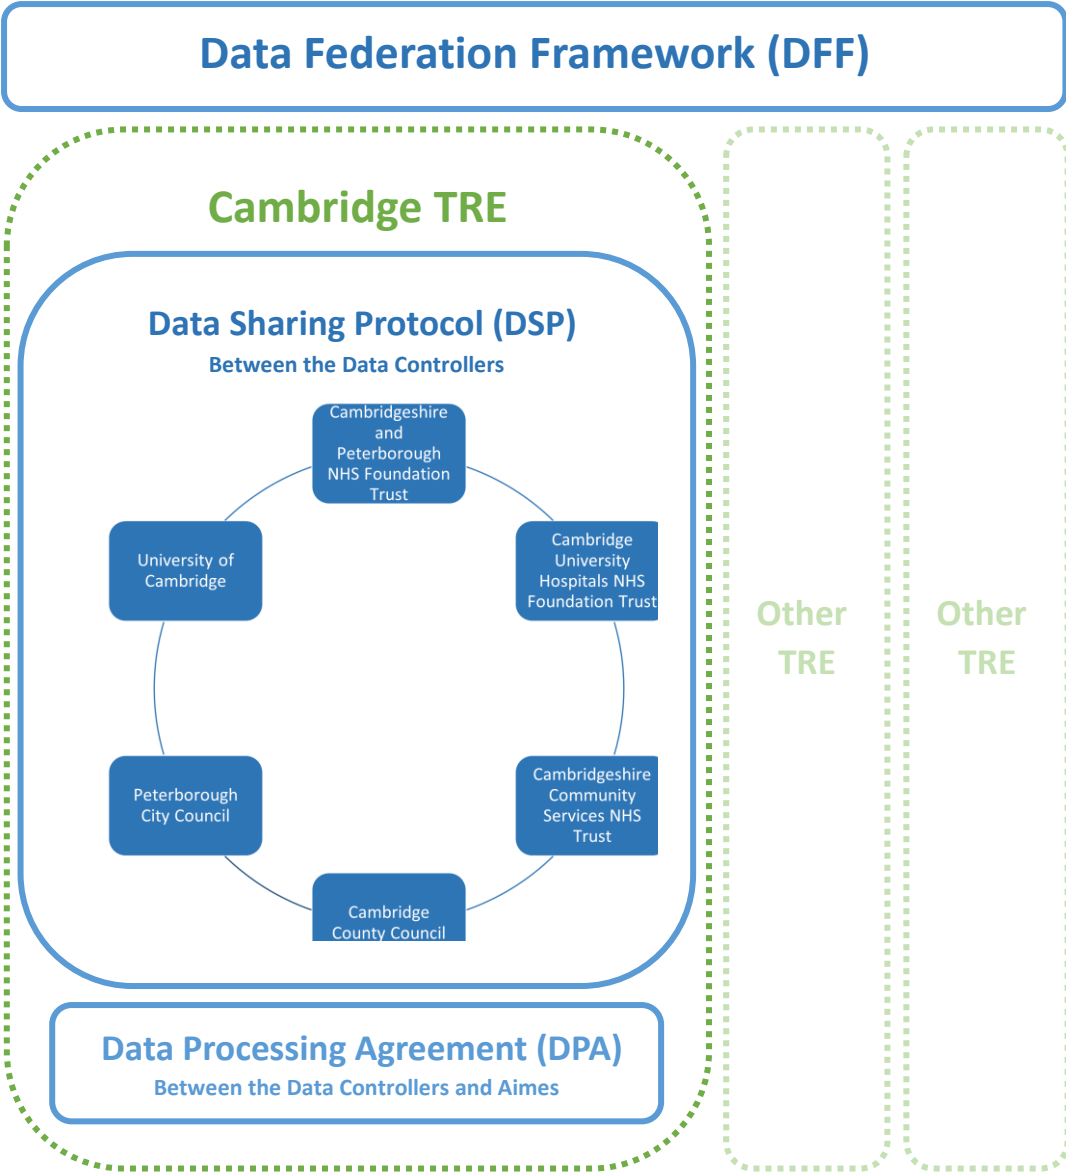 Data Federation Framework (DFF)
Cambridge TRE
Data Sharing Protocol (DSP)
Between the Data Controllers
Cambridgeshire
and
Peterborough
NHS Foundation
Trust
University of
Cambridge
Cambridge
University
Hospitals NHS
Foundation Trust
Peterborough
City Council
Cambridgeshire
Community
Services NHS
Trust
Cambridge
County Council
Data Processing Agreement (DPA)
Between the Data Controllers and Aimes
Other
TRE
Other
TRE